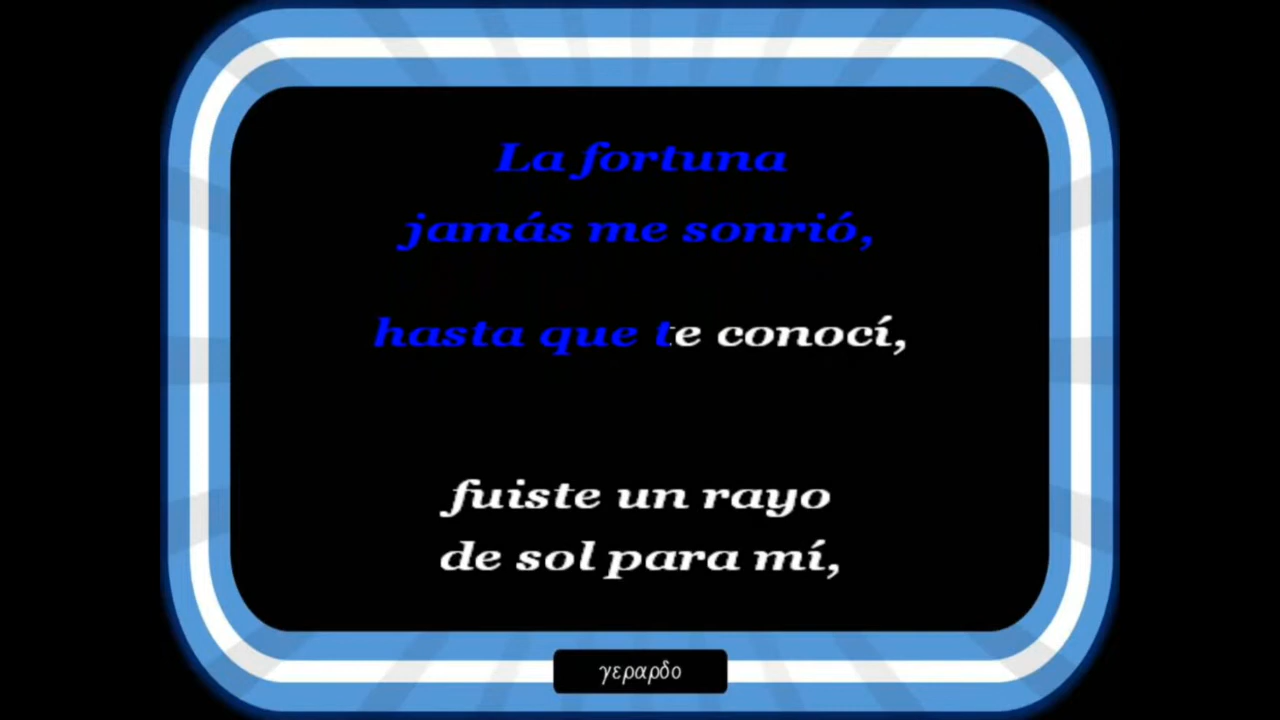 La fortuna
jamás me sonrió,
hasta que te conocí,
fuiste un rayo
de sol para mí,
γεραρδο